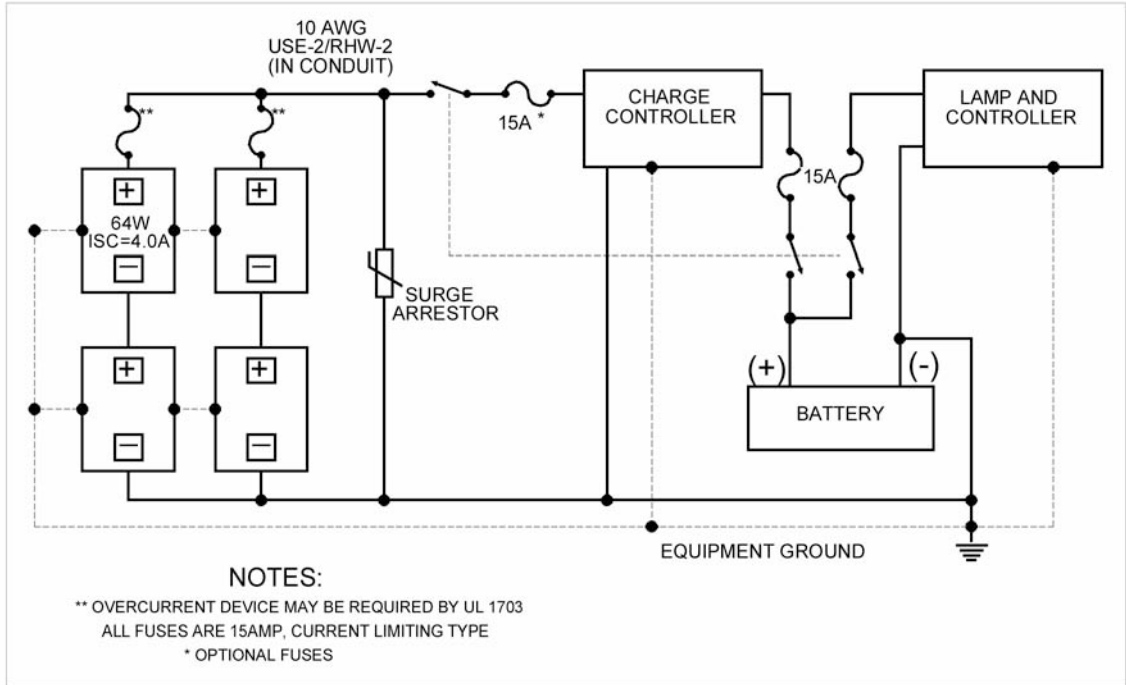 10 AWG
USE-2/RHW-2
(IN CONDUIT)
**
**
15A *
CHARGE
CONTROLLER
LAMP AND
CONTROLLER
15A
+
+
64W
ISC=4.0A
−
−
SURGE
ARRESTOR
+
+
−
−
(+)
(-)
BATTERY
EQUIPMENT GROUND
NOTES:
** OVERCURRENT DEVICE MAY BE REQUIRED BY UL 1703
ALL FUSES ARE 15AMP, CURRENT LIMITING TYPE
* OPTIONAL FUSES